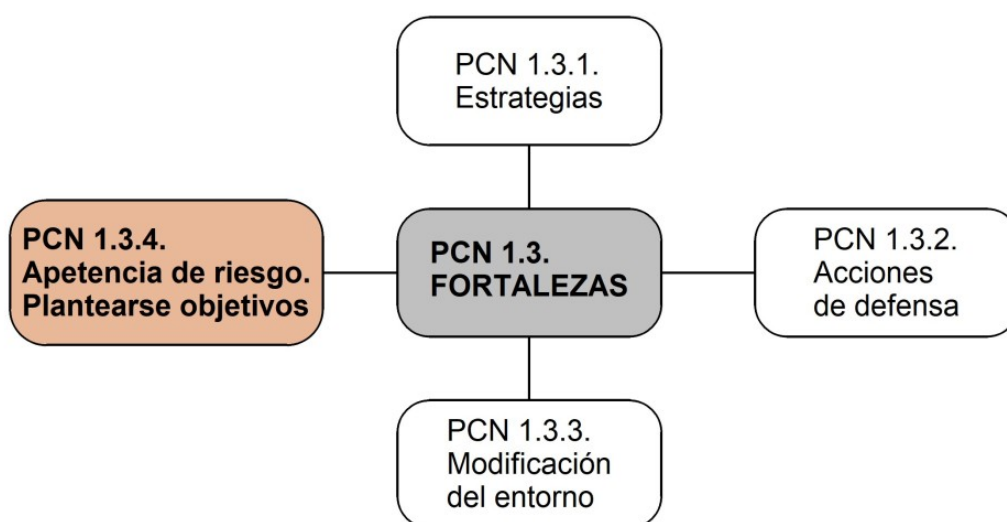 PCN 1.3.1.
Estrategias
PCN 1.3.4.
Apetencia de riesgo.
Plantearse objetivos
PCN 1.3.
FORTALEZAS
PCN 1.3.2.
Acciones
de defensa
PCN 1.3.3.
Modificación
del entorno